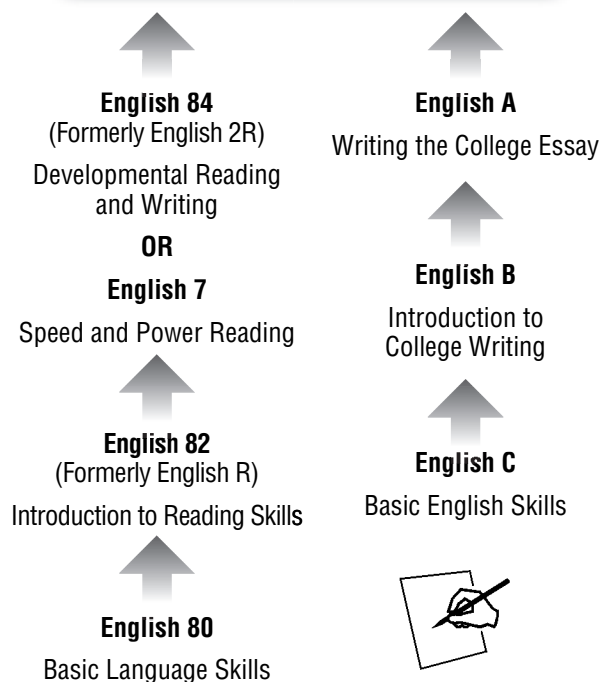 English 84
(Formerly English 2R)
Developmental Reading
and Writing
OR
English 7
Speed and Power Reading
English 82
(Formerly English R)
Introduction to Reading Skills
English 80
Basic Language Skills
English A
Writing the College Essay
English B
Introduction to
College Writing
English C
Basic English Skills